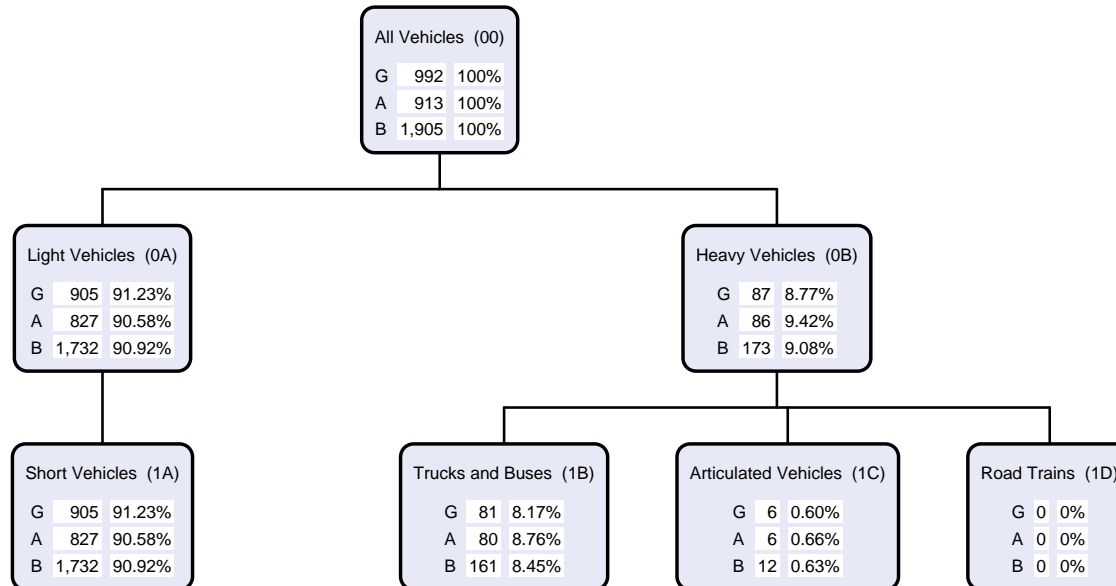 All Vehicles (00)
G 992 100%
A 913 100%
B 1,905 100%
Light Vehicles (0A)
G 905 91.23%
A 827 90.58%
B 1,732 90.92%
Heavy Vehicles (0B)
G 87 8.77%
A 86 9.42%
B 173 9.08%
Short Vehicles (1A)
G 905 91.23%
A 827 90.58%
B 1,732 90.92%
Trucks and Buses (1B)
G 81 8.17%
A 80 8.76%
B 161 8.45%
Articulated Vehicles (1C)
G 6 0.60%
A 6 0.66%
B 12 0.63%
Road Trains (1D)
G 0 0%
A 0 0%
B 0 0%